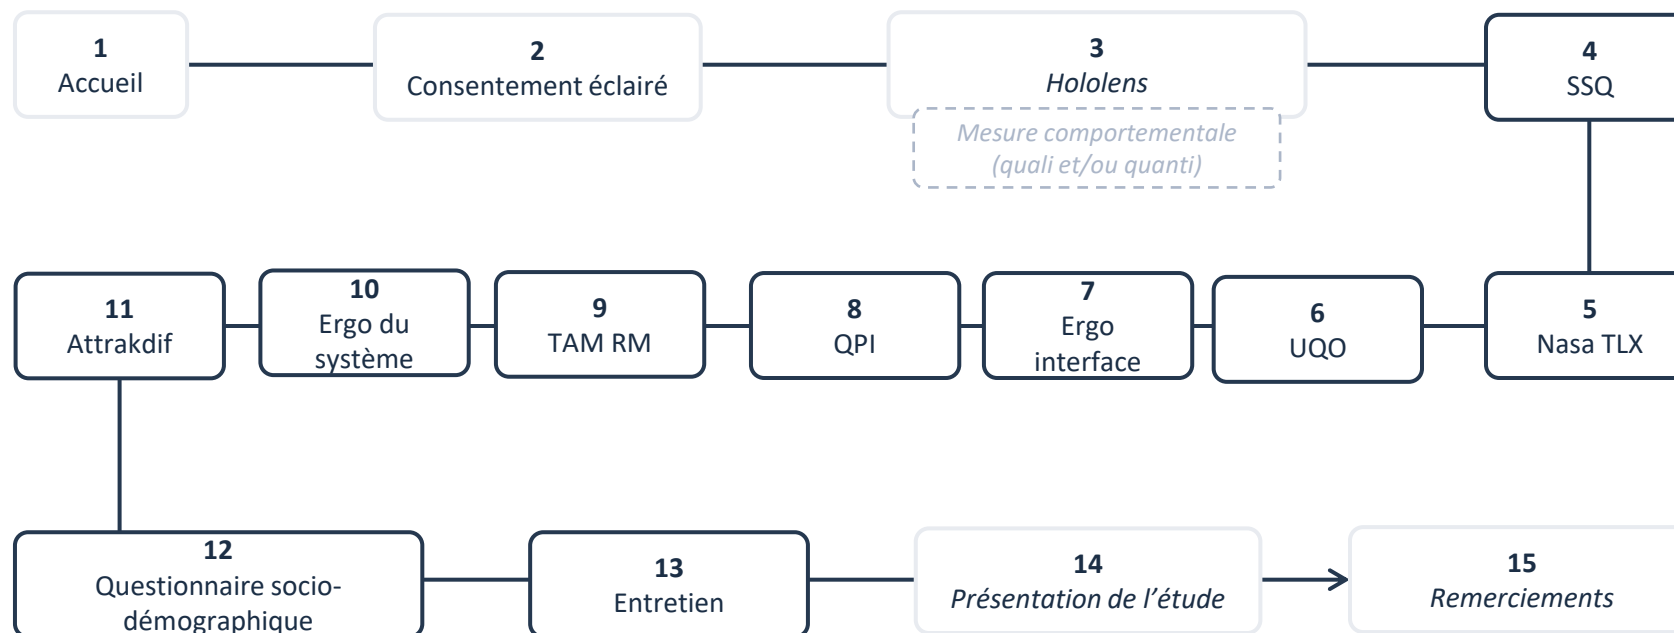 1
Accueil
2
Consentement éclairé
3
Hololens
Mesure comportementale
(quali et/ou quanti)
4
SSQ
5
Nasa TLX
6
UQO
7
Ergo
interface
8
QPI
9
TAM RM
10
Ergo du
système
11
Attrakdif
12
Questionnaire socio-
démographique
13
Entretien
14
Présentation de l’étude
15
Remerciements